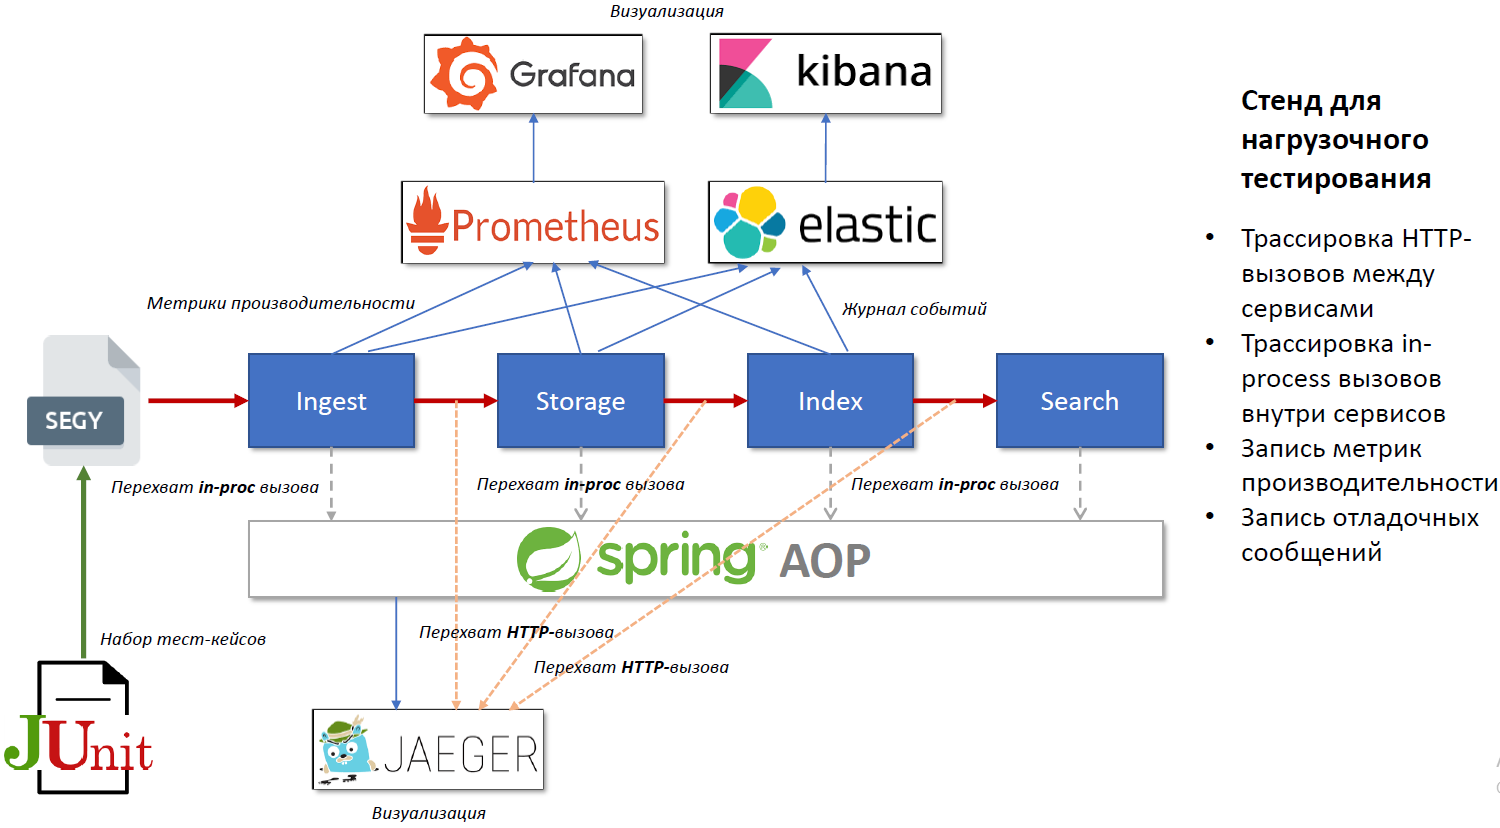 Визуализация
Grafana
kibana
Prometheus
elastic
Метрики производительности
Журнал событий
SEGY
Ingest
Storage
Index
Search
Перехват in-proc вызова
Перехват in-proc вызова
Перехват in-proc вызова
spring® AOP
Набор тест-кейсов
Перехват HTTP-вызова
Перехват HTTP-вызова
JUnit
JAEGER
Визуализация
Стенд для
нагрузочного
тестирования
• Трассировка HTTP-
вызовов между
сервисами
• Трассировка in-
process вызовов
внутри сервисов
• Запись метрик
производительности
• Запись отладочных
сообщений